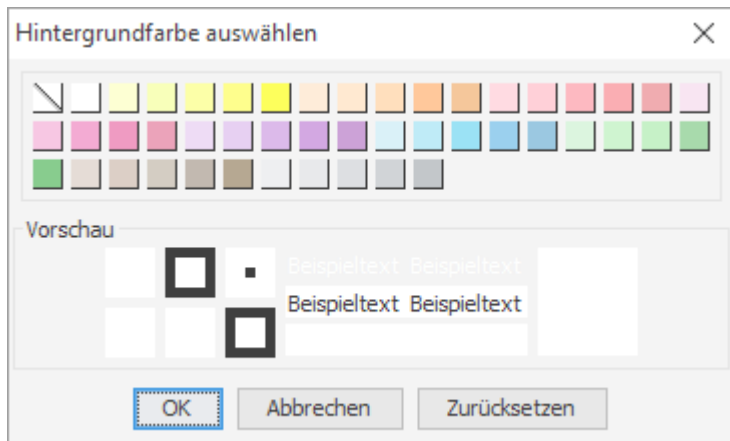 Hintergrundfarbe auswählen
Vorschau
Beispieltext Beispieltext
Beispieltext Beispieltext
OK Abbrechen Zurücksetzen